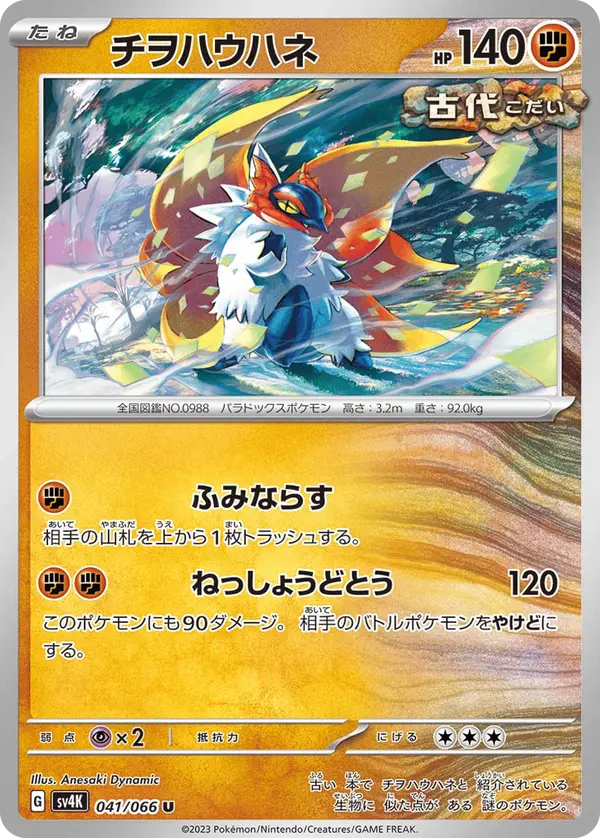 たね チヲハウハネ HP 140
古代 こだい
全国図鑑NO.0988 パラドックスポケモン 高さ：3.2m 重さ：92.0kg
ふみならす
相手の山札を上から1枚トラッシュする。
ねっしょうどとう 120
このポケモンにも90ダメージ。相手のバトルポケモンをやけどに
する。
弱点 ×2 抵抗力 にげる
Illus. Anesaki Dynamic
G SV4K 041/066 U
古い本で チヲハウハネと 紹介されている
生物に 似た点が ある 謎のポケモン。
©2023 Pokémon/Nintendo/Creatures/GAME FREAK.